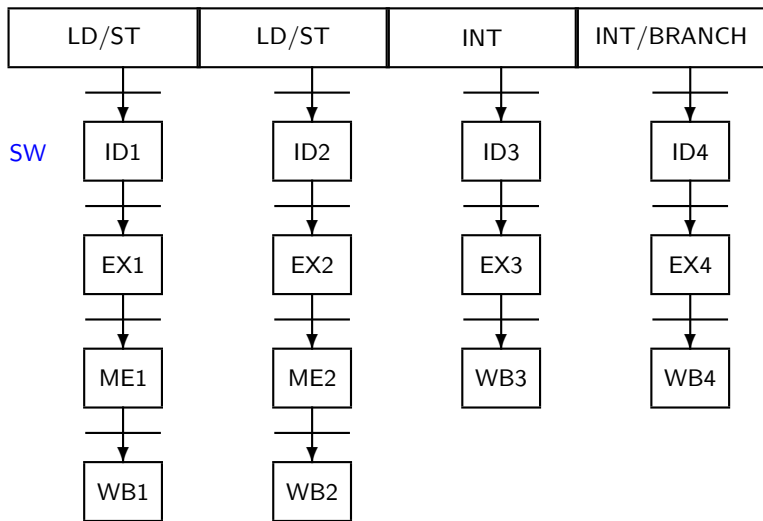 LD/ST LD/ST INT INT/BRANCH
SW ID1 ID2 ID3 ID4
EX1 EX2 EX3 EX4
ME1 ME2 WB3 WB4
WB1 WB2